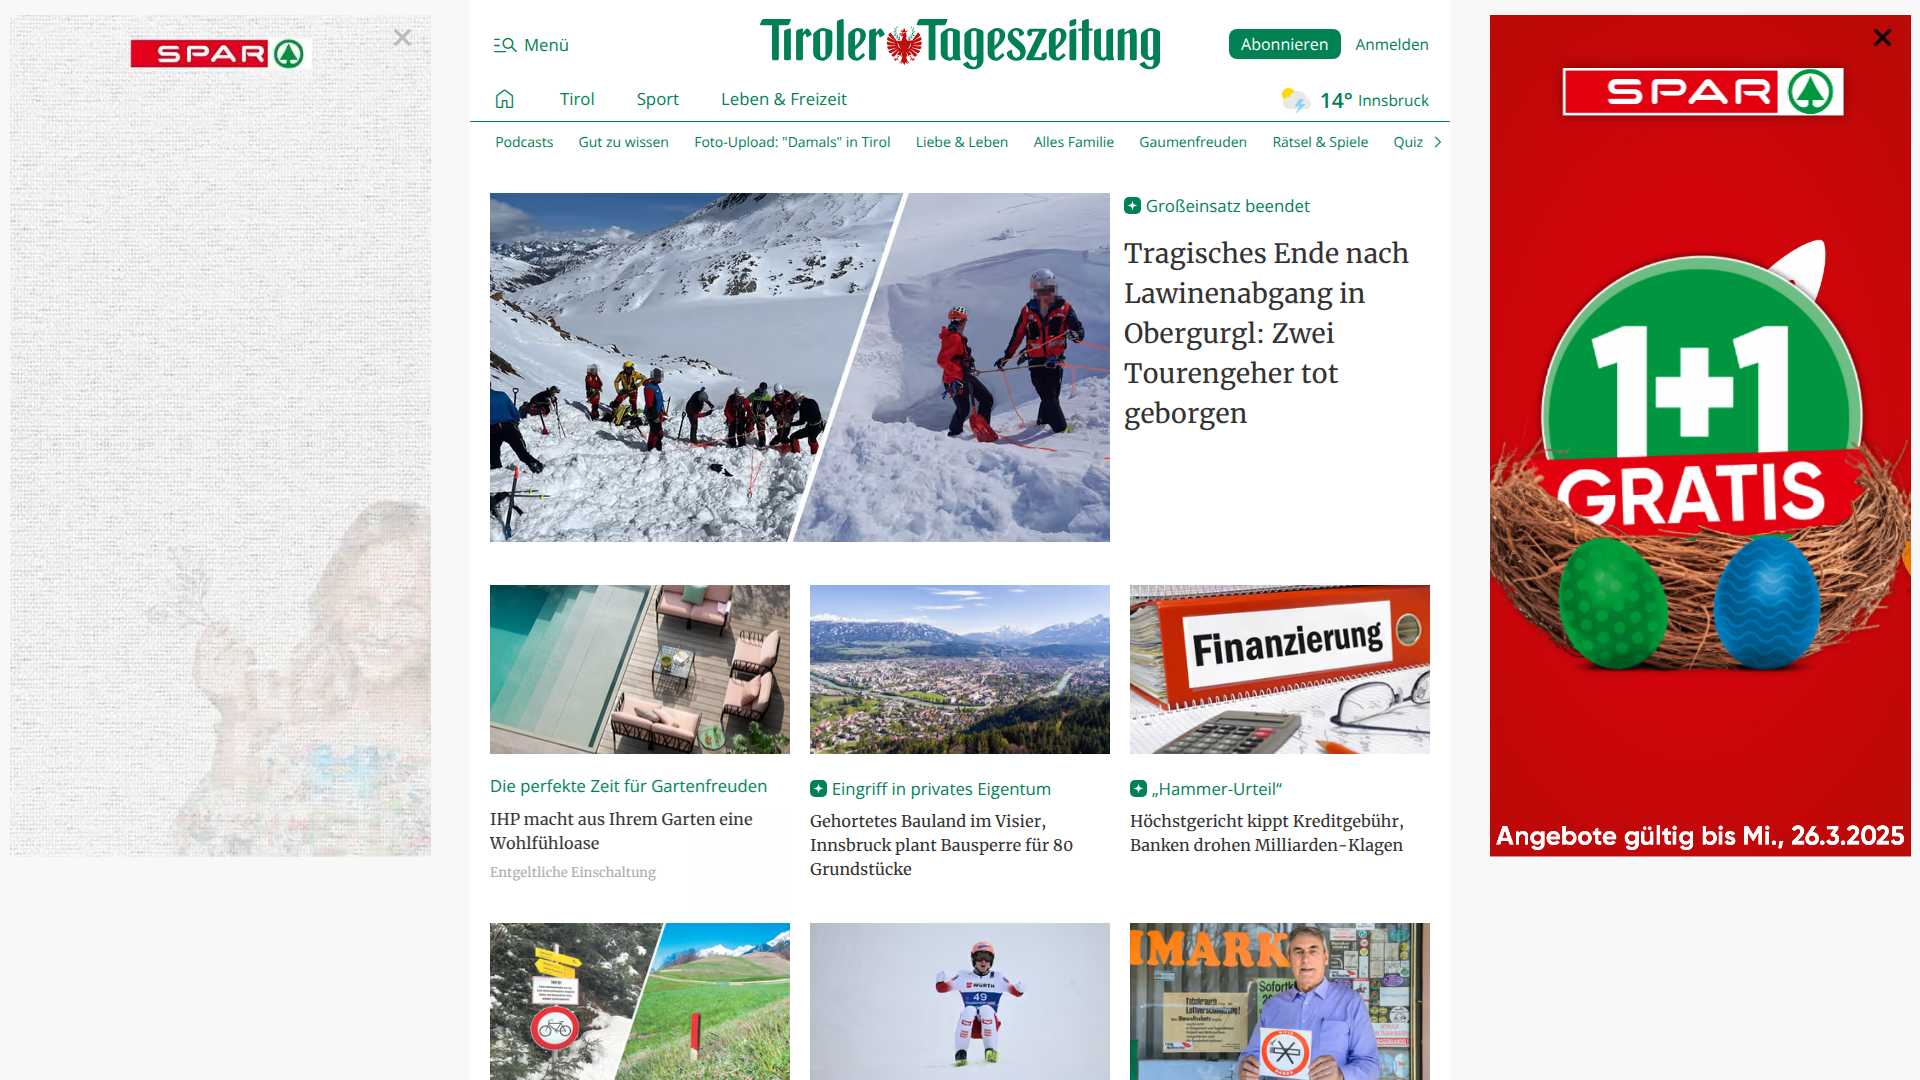 SPAR
Menü
Tiroler Tageszeitung
Abonnieren
Anmelden
Tirol
Sport
Leben & Freizeit
14° Innsbruck
Podcasts
Gut zu wissen
Foto-Upload: "Damals" in Tirol
Liebe & Leben
Alles Familie
Gaumenfreuden
Rätsel & Spiele
Quiz
Großeinsatz beendet
Tragisches Ende nach
Lawinenabgang in
Obergurgl: Zwei
Tourengeher tot
geborgen
Finanzierung
Die perfekte Zeit für Gartenfreuden
IHP macht aus Ihrem Garten eine
Wohlfühloase
Entgeltliche Einschaltung
Eingriff in privates Eigentum
Gehortetes Bauland im Visier,
Innsbruck plant Bausperre für 80
Grundstücke
„Hammer-Urteil“
Höchstgericht kippt Kreditgebühr,
Banken drohen Milliarden-Klagen
WÜRTH
49
IMARK
Sofort
SPAR
1+1
GRATIS
Angebote gültig bis Mi., 26.3.2025